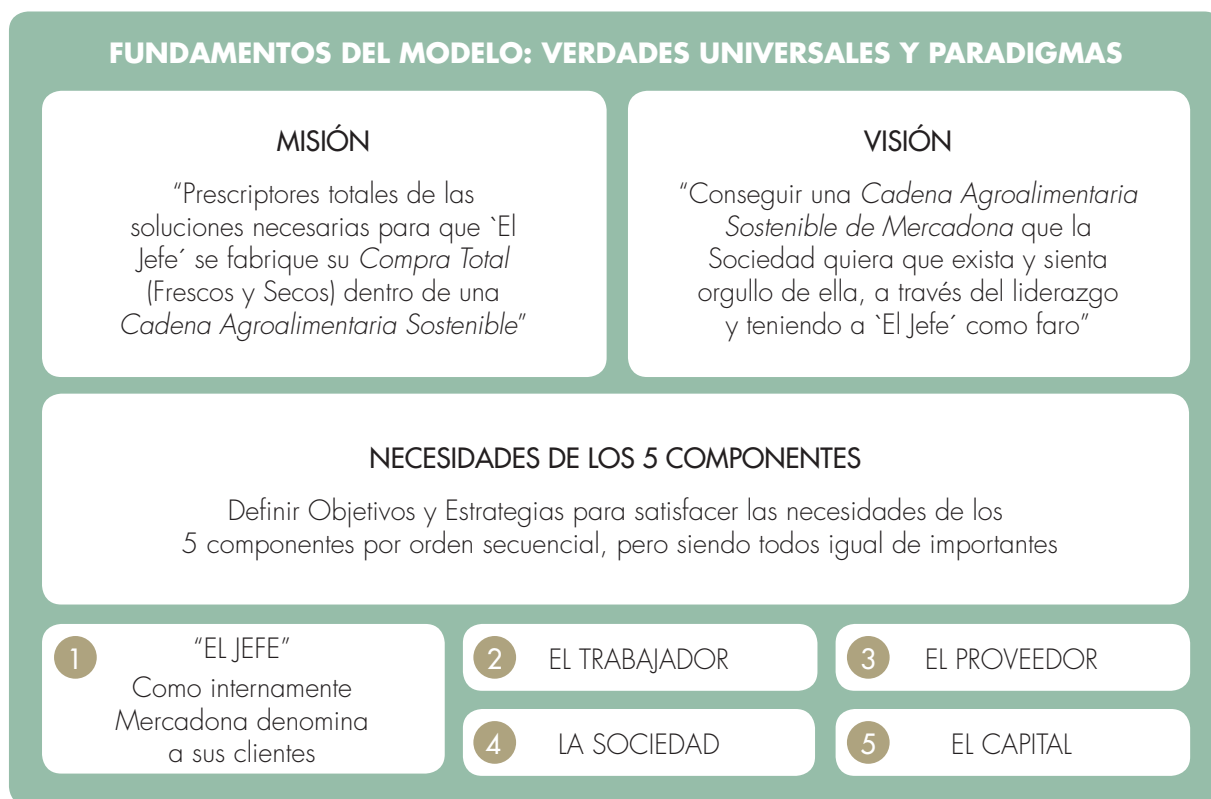 FUNDAMENTOS DEL MODELO: VERDADES UNIVERSALES Y PARADIGMAS
MISIÓN
“Prescriptores totales de las
soluciones necesarias para que `El
Jefe´ se fabrique su Compra Total
(Frescos y Secos) dentro de una
Cadena Agroalimentaria Sostenible”
VISIÓN
“Conseguir una Cadena Agroalimentaria
Sostenible de Mercadona que la
Sociedad quiera que exista y sienta
orgullo de ella, a través del liderazgo
y teniendo a `El Jefe´ como faro”
NECESIDADES DE LOS 5 COMPONENTES
Definir Objetivos y Estrategias para satisfacer las necesidades de los
5 componentes por orden secuencial, pero siendo todos igual de importantes
1
“EL JEFE”
Como internamente
Mercadona denomina
a sus clientes
2 EL TRABAJADOR
3 EL PROVEEDOR
4 LA SOCIEDAD
5 EL CAPITAL